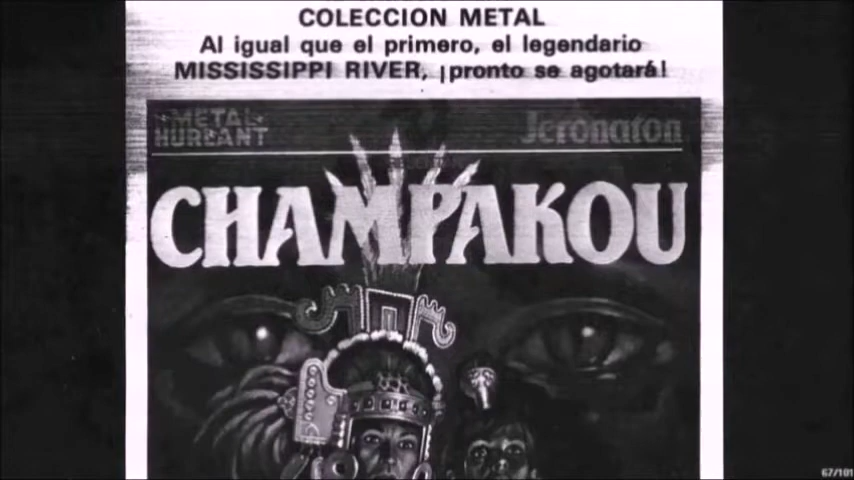 COLECCION METAL
Al igual que el primero, el legendario
MISSISSIPPI RIVER, ¡pronto se agotará!
METAL
HURLANT
Jeronaton
CHAMPAKOU
67/101